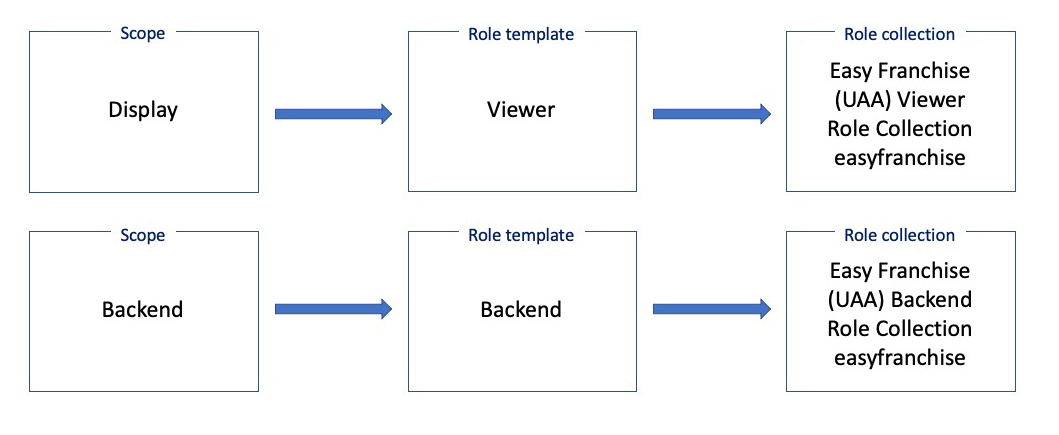 Scope
Role template
Role collection
Display
Viewer
Easy Franchise
(UAA) Viewer
Role Collection
easyfranchise
Scope
Role template
Role collection
Backend
Backend
Easy Franchise
(UAA) Backend
Role Collection
easyfranchise